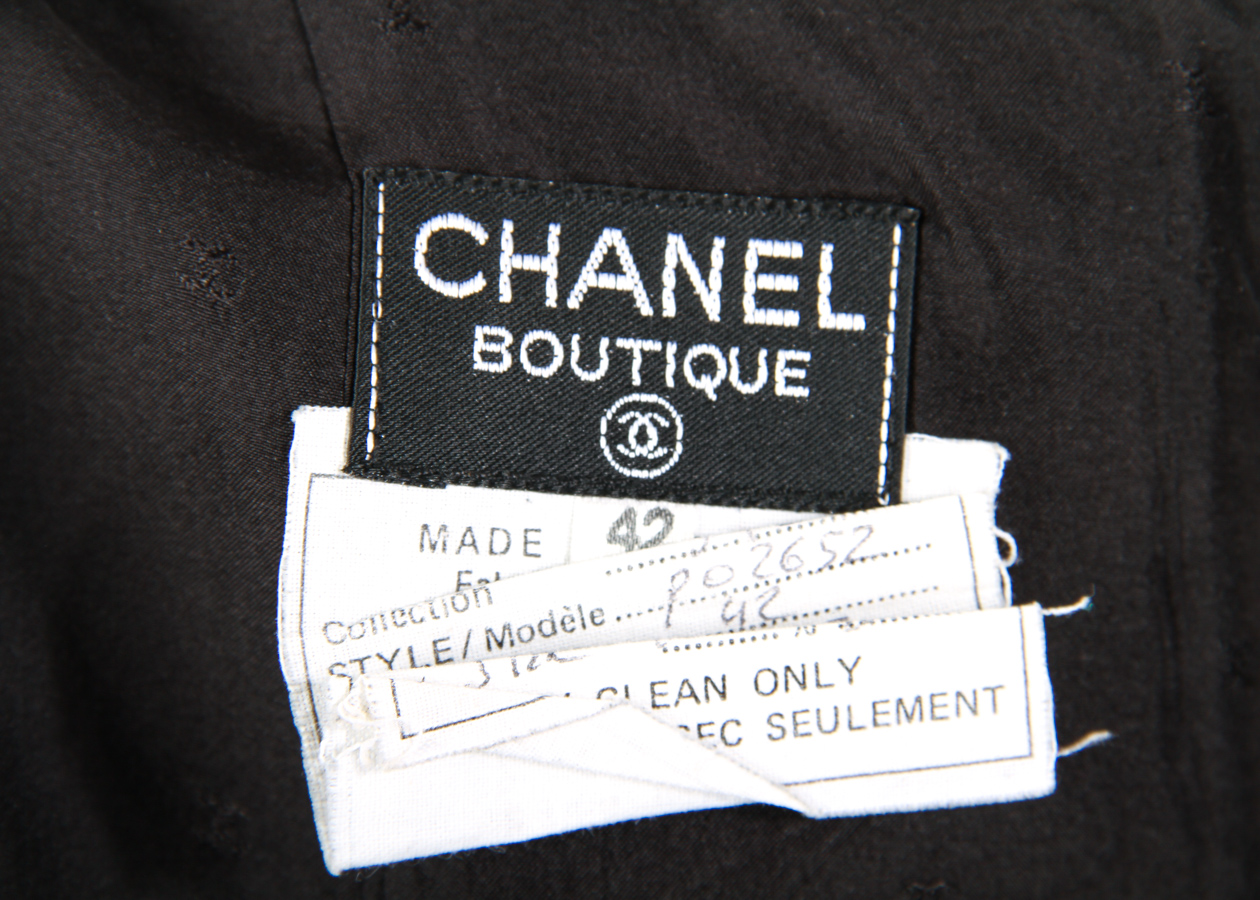 CHANEL
BOUTIQUE
MADE 42
Collection P02652
STYLE/Modèle 42
CLEAN ONLY
SEC SEULEMENT